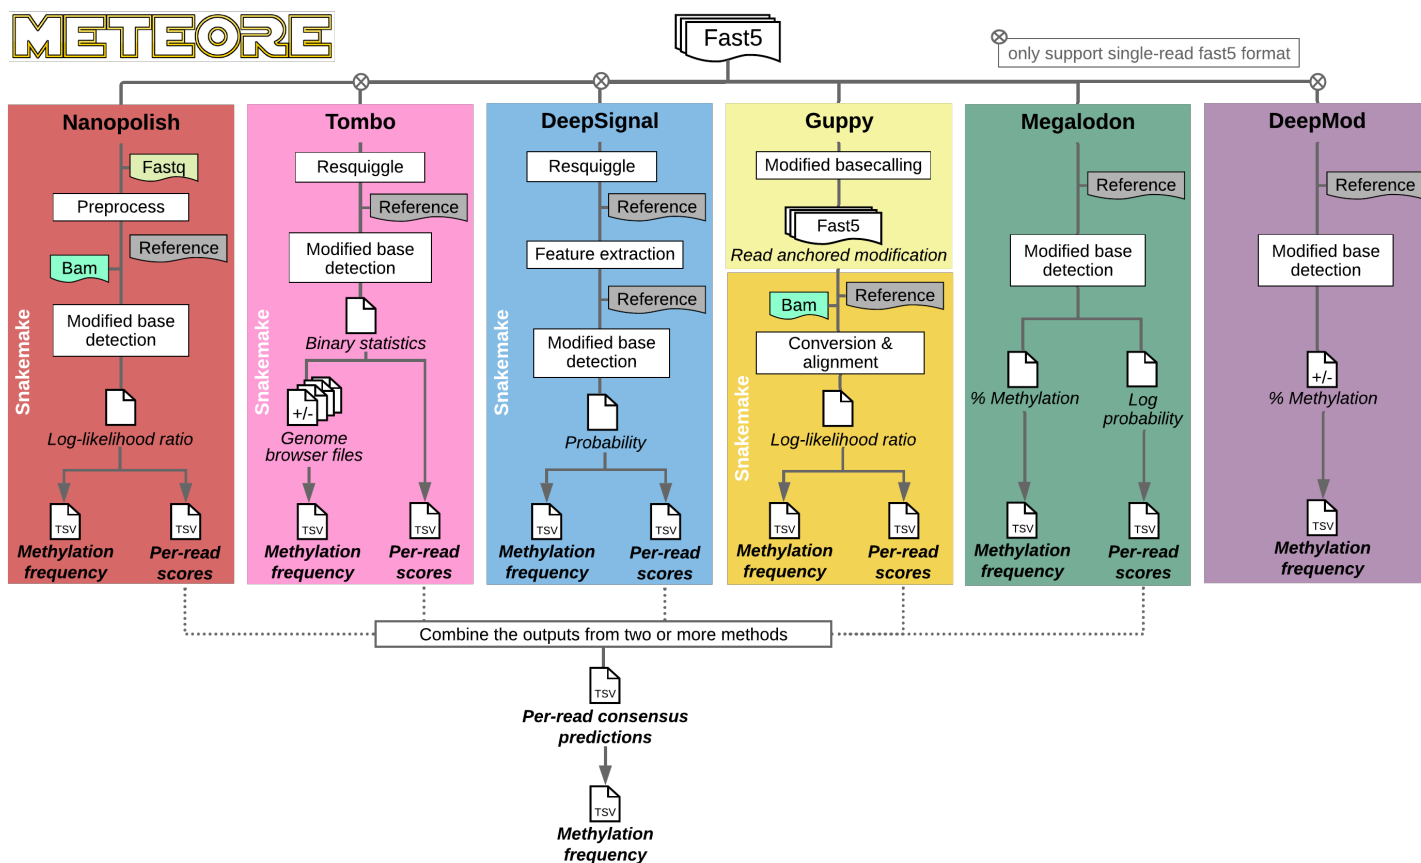 METEORE
Fast5
only support single-read fast5 format
Nanopolish
Fastq
Preprocess
Reference
Bam
Modified base
detection
Snakemake
Log-likelihood ratio
TSV
TSV
Methylation
frequency
Per-read
scores
Tombo
Resquiggle
Reference
Modified base
detection
Binary statistics
Snakemake
+/-
Genome
browser files
TSV
TSV
Methylation
frequency
Per-read
scores
DeepSignal
Resquiggle
Reference
Feature extraction
Reference
Modified base
detection
Snakemake
Probability
TSV
TSV
Methylation
frequency
Per-read
scores
Guppy
Modified basecalling
Fast5
Read anchored modification
Bam
Reference
Conversion &
alignment
Snakemake
Log-likelihood ratio
TSV
TSV
Methylation
frequency
Per-read
scores
Megalodon
Reference
Modified base
detection
% Methylation
Log
probability
TSV
TSV
Methylation
frequency
Per-read
scores
DeepMod
Reference
Modified base
detection
+/-
% Methylation
TSV
Methylation
frequency
Combine the outputs from two or more methods
TSV
Per-read consensus
predictions
TSV
Methylation
frequency